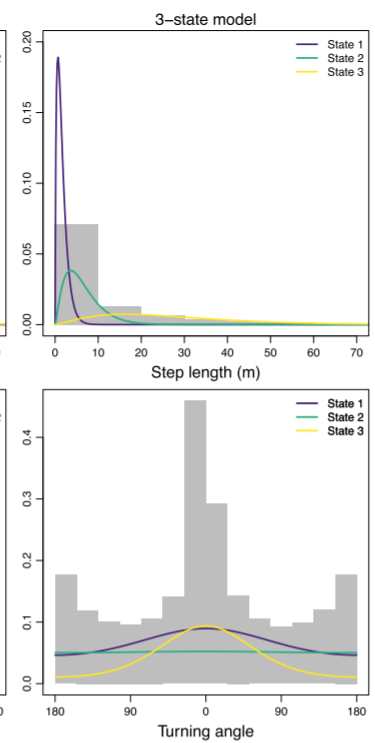 3−state model
State 1
State 2
State 3
0.20
0.15
0.10
0.05
0.00
0 10 20 30 40 50 60 70
Step length (m)
State 1
State 2
State 3
0.4
0.3
0.2
0.1
0.0
180 90 0 90 180
Turning angle